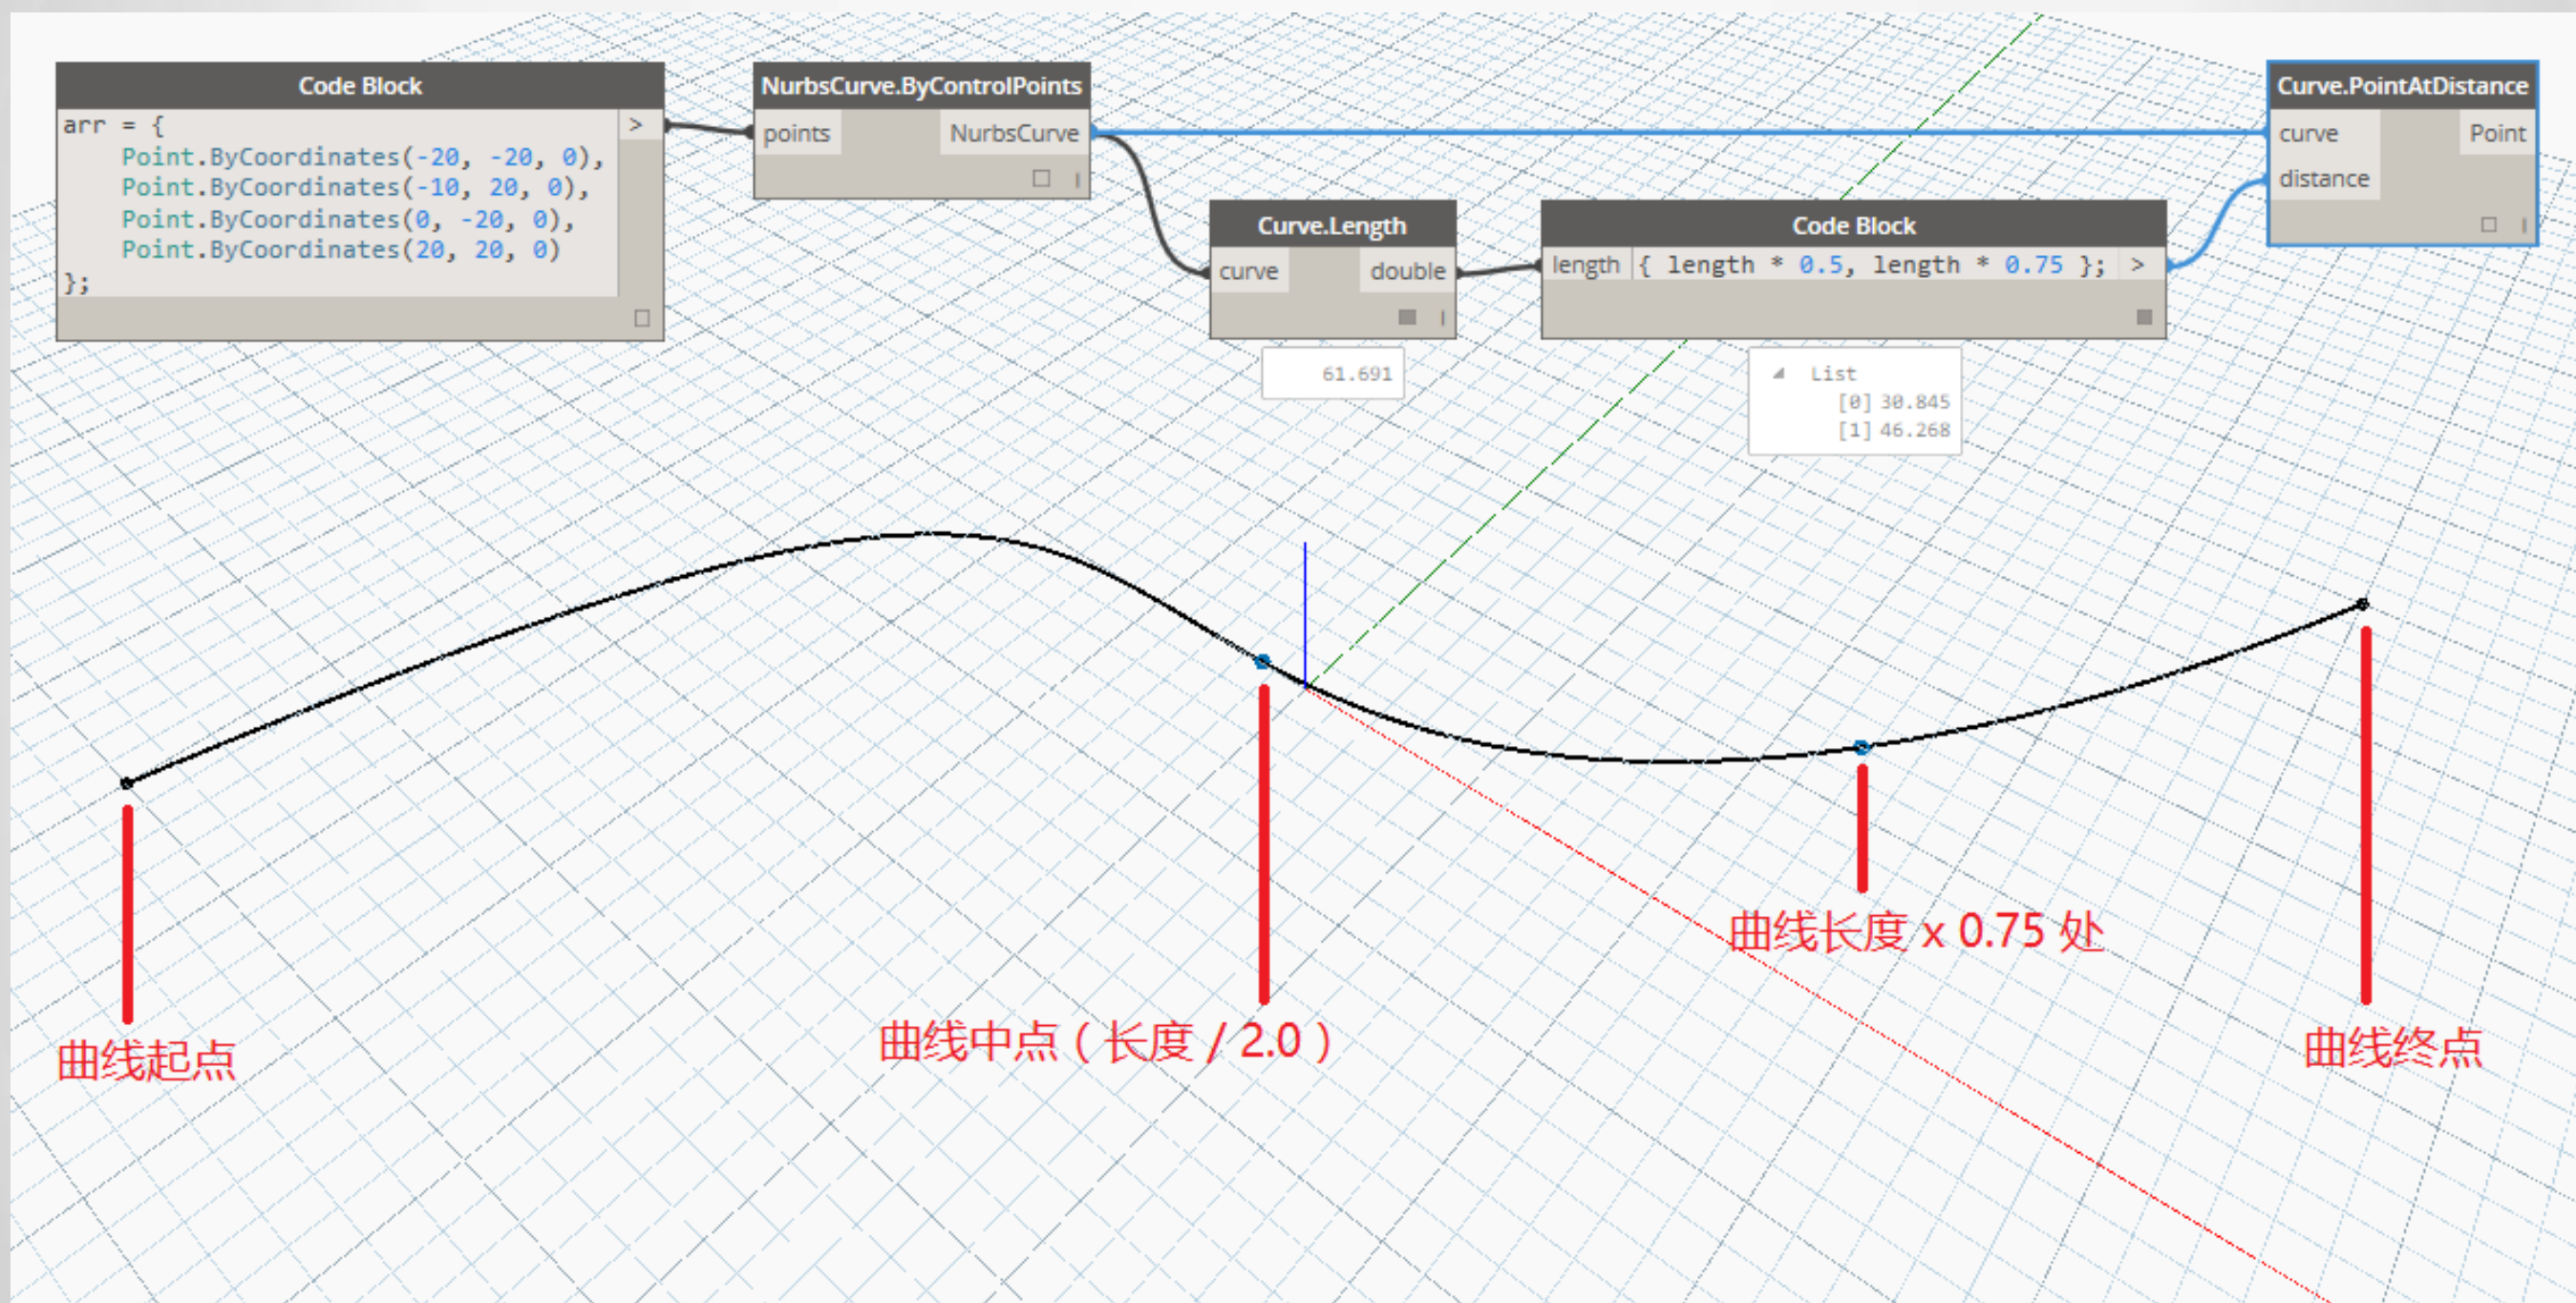 Code Block
arr = {
    Point.ByCoordinates(-20, -20, 0),
    Point.ByCoordinates(-10, 20, 0),
    Point.ByCoordinates(0, -20, 0),
    Point.ByCoordinates(20, 20, 0)
};
>
NurbsCurve.ByControlPoints
points NurbsCurve
Curve.Length
curve double
61.691
Code Block
length { length * 0.5, length * 0.75 }; >
List
[0] 30.845
[1] 46.268
Curve.PointAtDistance
curve Point
distance
曲线起点
曲线中点 ( 长度 / 2.0 )
曲线长度 x 0.75 处
曲线终点